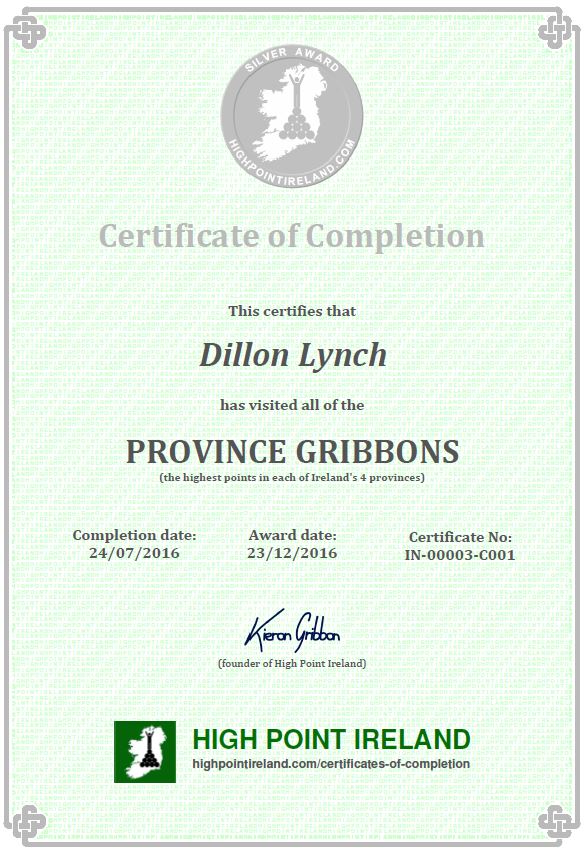 SILVER AWARD
HIGHPOINTIRELAND.COM
Certificate of Completion
This certifies that
Dillon Lynch
has visited all of the
PROVINCE GRIBBONS
(the highest points in each of Ireland's 4 provinces)
Completion date:
24/07/2016
Award date:
23/12/2016
Certificate No:
IN-00003-C001
Kieron Gribbon
(founder of High Point Ireland)
HIGH POINT IRELAND
highpointireland.com/certificates-of-completion